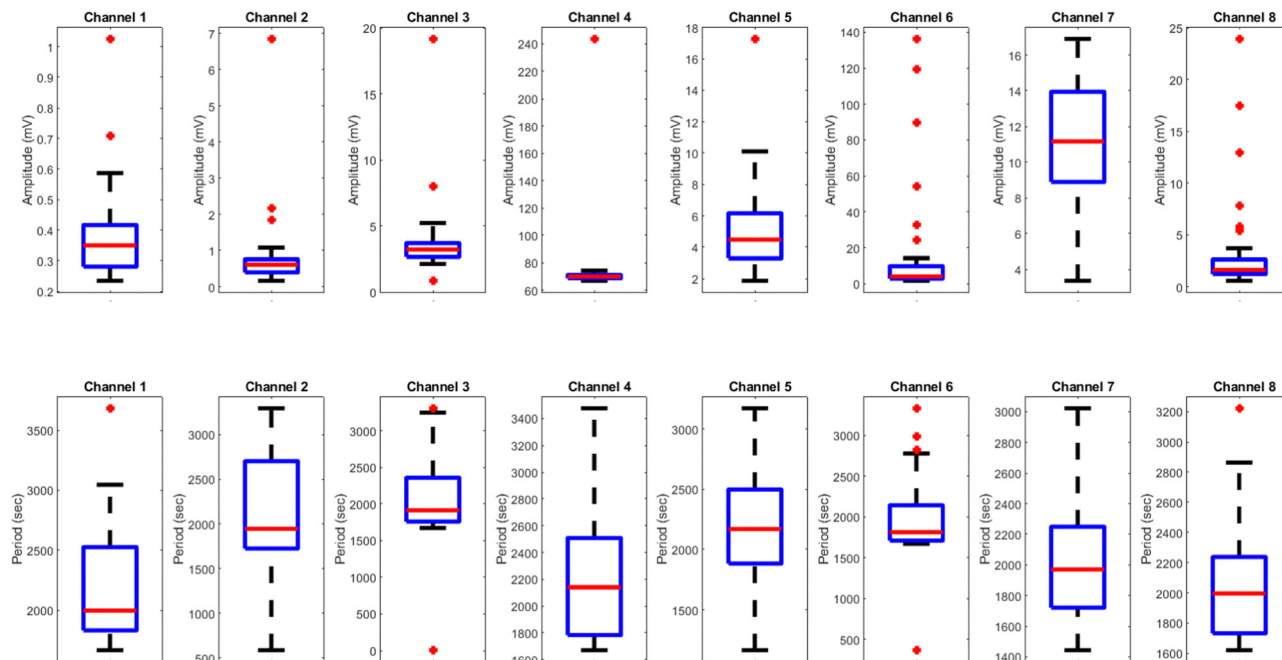 Channel 1 Channel 2 Channel 3 Channel 4 Channel 5 Channel 6 Channel 7 Channel 8
Amplitude (mV) Amplitude (mV) Amplitude (mV) Amplitude (mV) Amplitude (mV) Amplitude (mV) Amplitude (mV) Amplitude (mV)
1 0.9 0.8 0.7 0.6 0.5 0.4 0.3 0.2
7 6 5 4 3 2 1 0
20 15 10 5 0
240 220 200 180 160 140 120 100 80 60
18 16 14 12 10 8 6 4 2
140 120 100 80 60 40 20 0
16 14 12 10 8 6 4
25 20 15 10 5 0
Channel 1 Channel 2 Channel 3 Channel 4 Channel 5 Channel 6 Channel 7 Channel 8
Period (sec) Period (sec) Period (sec) Period (sec) Period (sec) Period (sec) Period (sec) Period (sec)
3500 3000 2500 2000
3000 2500 2000 1500 1000 500
3000 2500 2000 1500 1000 500 0
3400 3200 3000 2800 2600 2400 2200 2000 1800 1600
3000 2500 2000 1500
3000 2500 2000 1500 1000 500
3000 2800 2600 2400 2200 2000 1800 1600 1400
3200 3000 2800 2600 2400 2200 2000 1800 1600